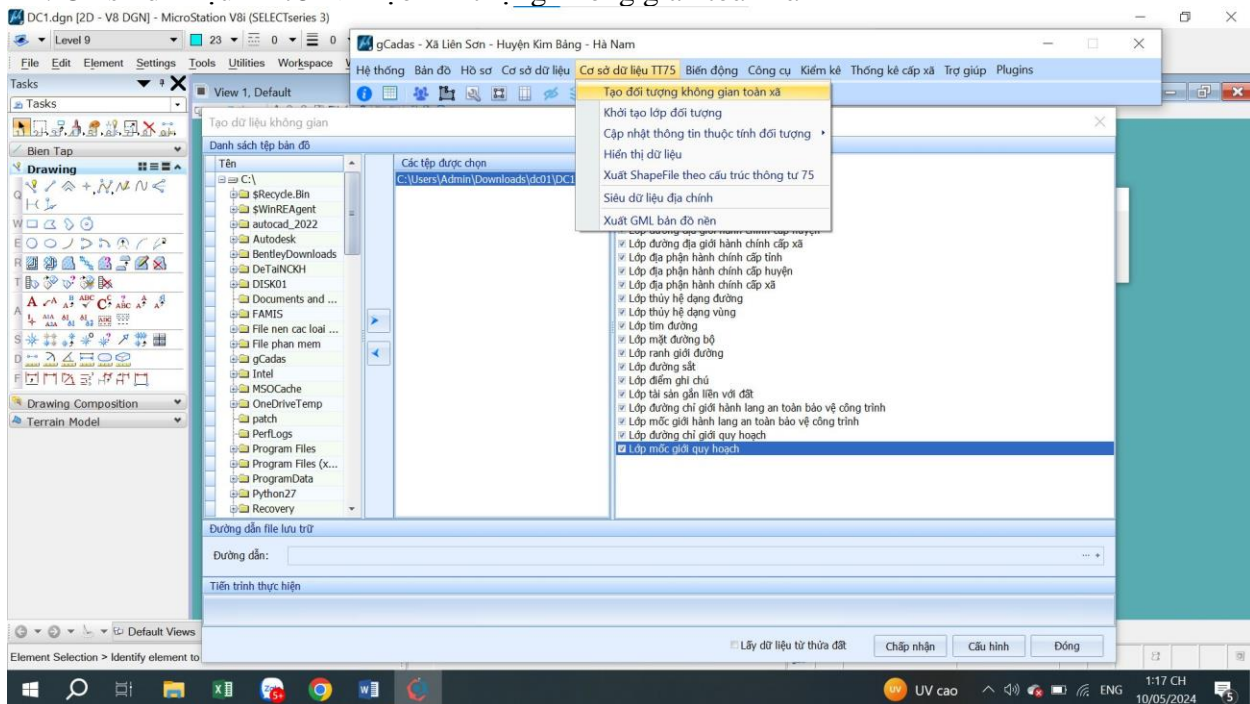 DC1.dgn [2D - V8 DGN] - MicroStation V8i (SELECTseries 3)
Level 9 23 0 0
gCadas - Xã Liên Sơn - Huyện Kim Bảng - Hà Nam
File Edit Element Settings Tools Utilities Workspace
Hệ thống Bản đồ Hồ sơ Cơ sở dữ liệu Cơ sở dữ liệu TT75 Biến động Công cụ Kiểm kê Thống kê cấp xã Trợ giúp Plugins
Tasks
View 1, Default
Tasks
Tạo đối tượng không gian toàn xã
Khởi tạo lớp đối tượng
Cập nhật thông tin thuộc tính đối tượng
Hiển thị dữ liệu
Xuất ShapeFile theo cấu trúc thông tư 75
Siêu dữ liệu địa chính
Xuất GML bản đồ nền
Tạo dữ liệu không gian
Danh sách tệp bản đồ
Bien Tap
Drawing
Drawing Composition
Terrain Model
Tên
C:\
$Recycle.Bin
$WinREAgent
autocad_2022
Autodesk
BentleyDownloads
DeTaiNCKH
DISK01
Documents and ...
FAMIS
File nen cac loai ...
File phan mem
gCadas
Intel
MSOCache
OneDriveTemp
patch
PerfLogs
Program Files
Program Files (x...
ProgramData
Python27
Recovery
Các tệp được chọn
C:\Users\Admin\Downloads\dc01\DC1
Lớp đường địa giới hành chính cấp huyện
Lớp đường địa giới hành chính cấp xã
Lớp địa phận hành chính cấp tỉnh
Lớp địa phận hành chính cấp huyện
Lớp địa phận hành chính cấp xã
Lớp thủy hệ dạng đường
Lớp thủy hệ dạng vùng
Lớp tim đường
Lớp mặt đường bộ
Lớp ranh giới đường
Lớp đường sắt
Lớp điểm ghi chú
Lớp tài sản gắn liền với đất
Lớp đường chỉ giới hành lang an toàn bảo vệ công trình
Lớp mốc giới hành lang an toàn bảo vệ công trình
Lớp đường chỉ giới quy hoạch
Lớp mốc giới quy hoạch
Đường dẫn file lưu trữ
Đường dẫn:
Tiến trình thực hiện
Lấy dữ liệu từ thửa đất Chấp nhận Cấu hình Đóng
Default Views
Element Selection > Identify element to
UV cao ENG
1:17 CH
10/05/2024